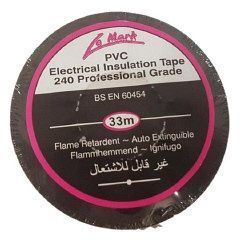 Le Mark
PVC
Electrical Insulation Tape
240 Professional Grade
BS EN 60454
33m
Flame Retardent ~ Auto Extinguible
Flammhemmend ~ Ignifugo
غير قابل للاشتعال